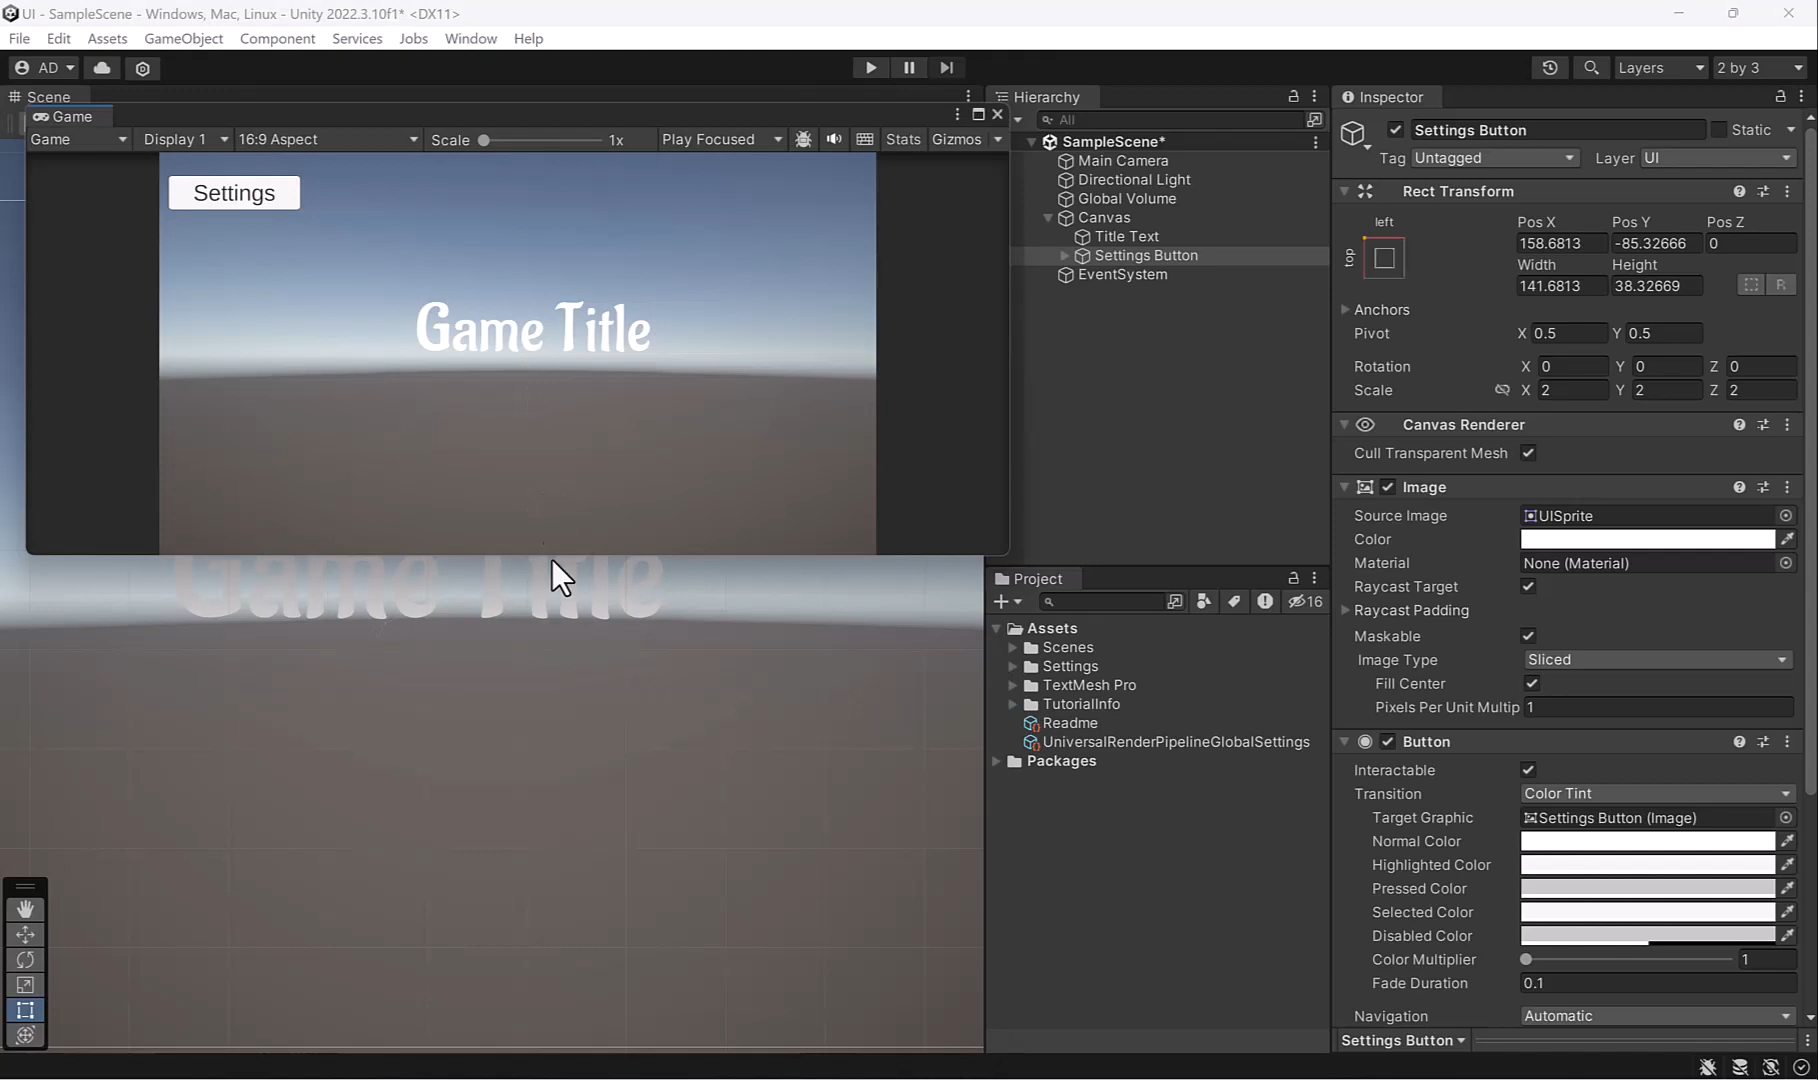 UI - SampleScene - Windows, Mac, Linux - Unity 2022.3.10f1* <DX11>
File Edit Assets GameObject Component Services Jobs Window Help
AD
Layers
2 by 3
Scene
Game
Game
Display 1
16:9 Aspect
Scale
1x
Play Focused
Stats
Gizmos
Settings
Game Title
Game Title
Hierarchy
All
SampleScene*
Main Camera
Directional Light
Global Volume
Canvas
Title Text
Settings Button
EventSystem
Project
16
Assets
Scenes
Settings
TextMesh Pro
TutorialInfo
Readme
UniversalRenderPipelineGlobalSettings
Packages
Inspector
Settings Button
Static
Tag Untagged Layer UI
Rect Transform
left
top
Pos X Pos Y Pos Z
158.6813 -85.32666 0
Width Height
141.6813 38.32669
R
Anchors
Pivot X 0.5 Y 0.5
Rotation X 0 Y 0 Z 0
Scale X 2 Y 2 Z 2
Canvas Renderer
Cull Transparent Mesh
Image
Source Image UISprite
Color
Material None (Material)
Raycast Target
Raycast Padding
Maskable
Image Type Sliced
Fill Center
Pixels Per Unit Multip 1
Button
Interactable
Transition Color Tint
Target Graphic Settings Button (Image)
Normal Color
Highlighted Color
Pressed Color
Selected Color
Disabled Color
Color Multiplier 1
Fade Duration 0.1
Navigation Automatic
Settings Button